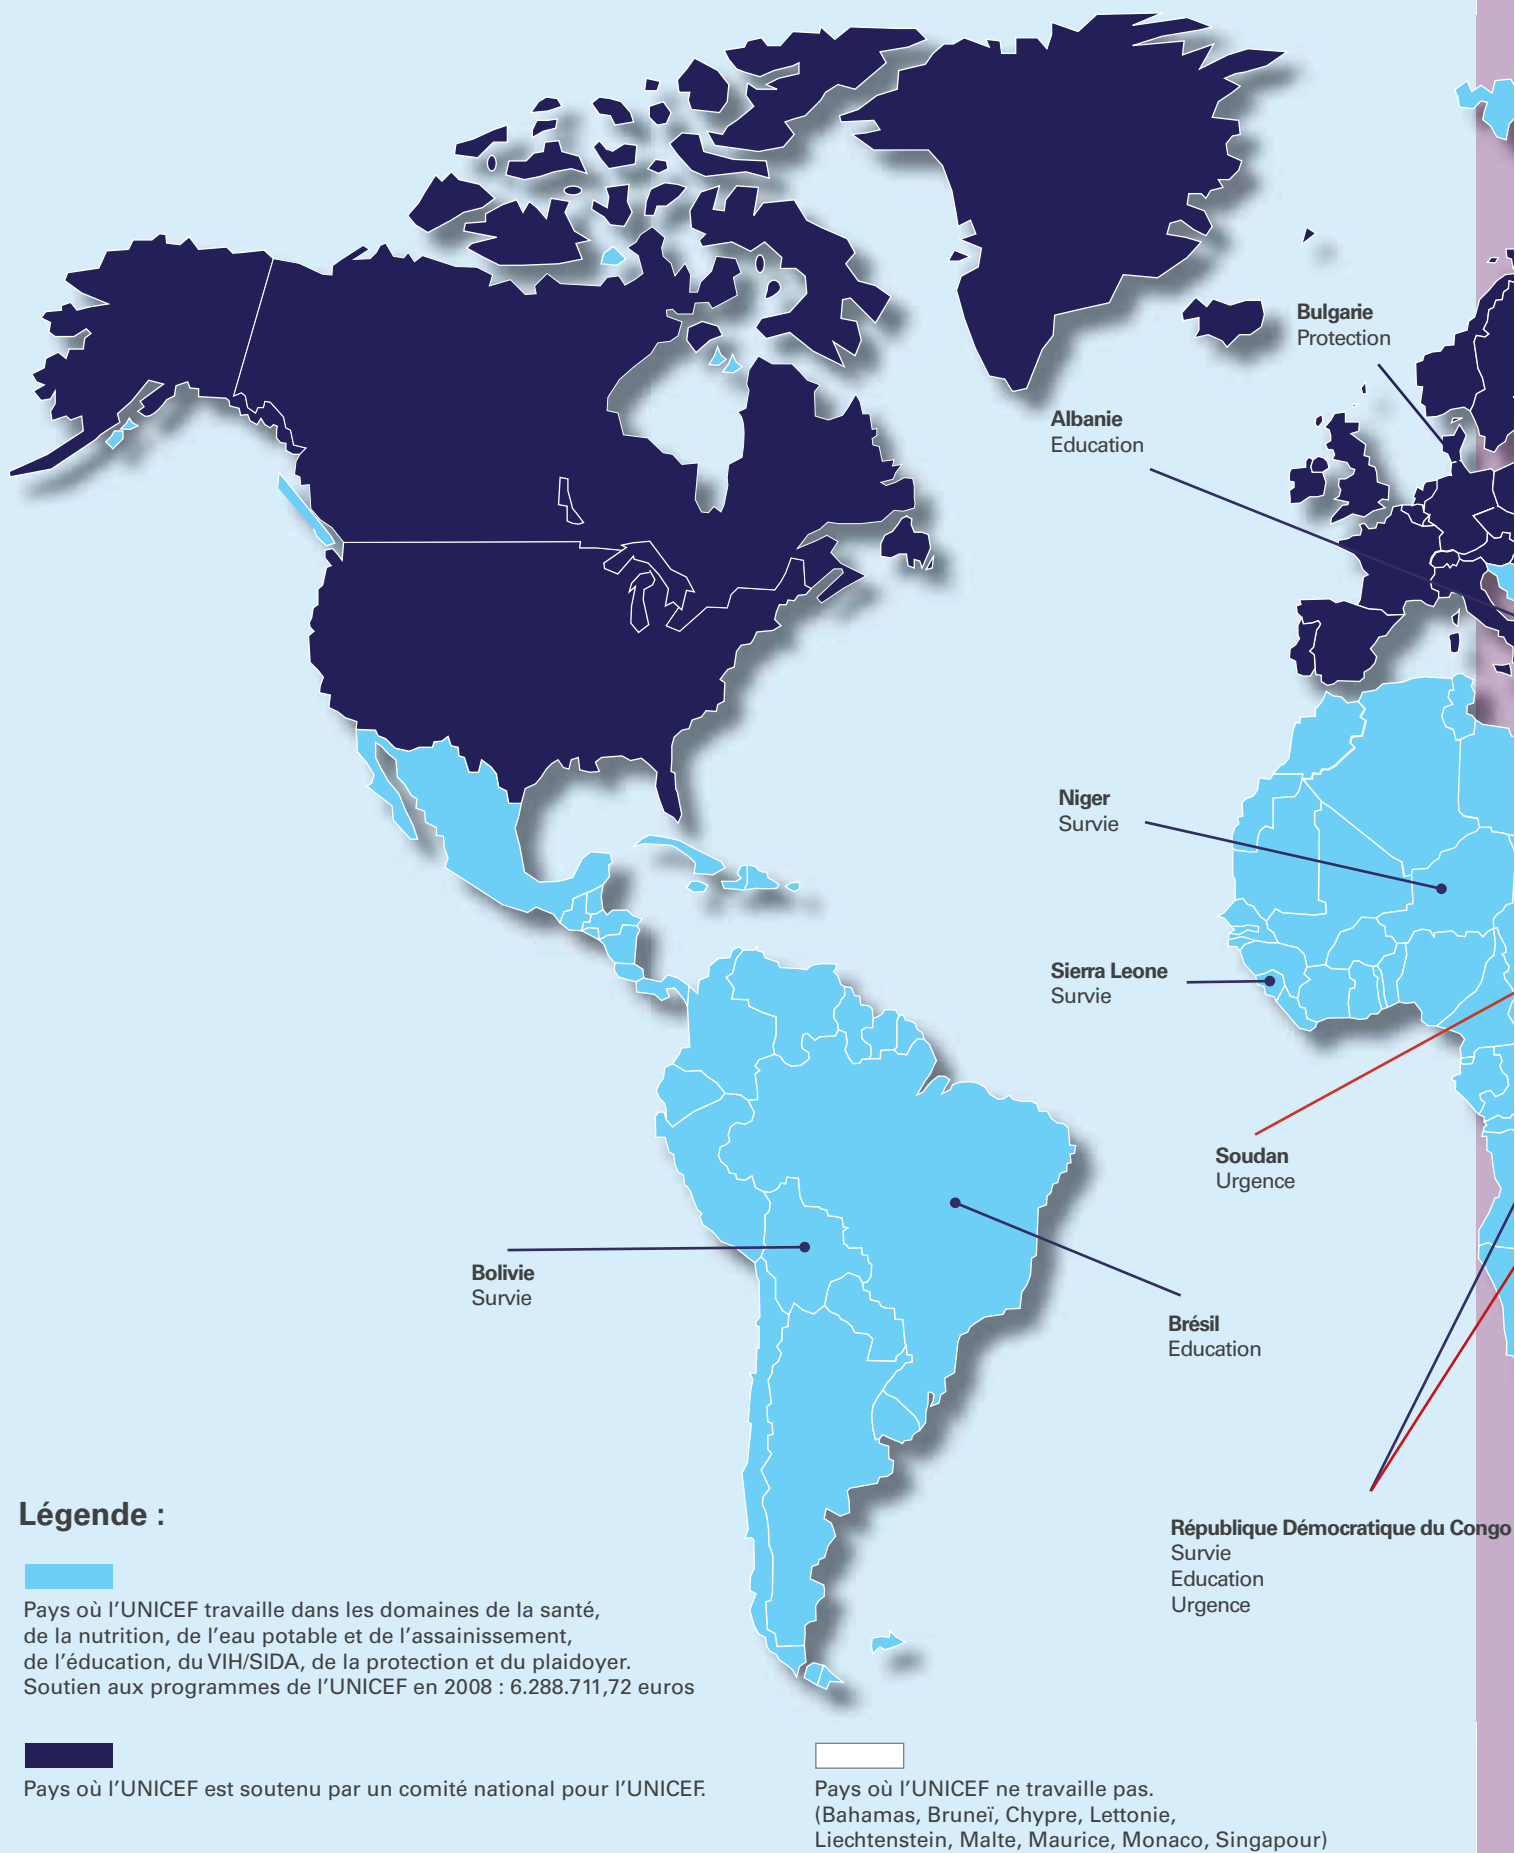 Bulgarie
Protection
Albanie
Education
Niger
Survie
Sierra Leone
Survie
Soudan
Urgence
Bolivie
Survie
Brésil
Education
République Démocratique du Congo
Survie
Education
Urgence
Légende :
Pays où l’UNICEF travaille dans les domaines de la santé,
de la nutrition, de l’eau potable et de l’assainissement,
de l’éducation, du VIH/SIDA, de la protection et du plaidoyer.
Soutien aux programmes de l’UNICEF en 2008 : 6.288.711,72 euros
Pays où l’UNICEF est soutenu par un comité national pour l’UNICEF.
Pays où l’UNICEF ne travaille pas.
(Bahamas, Bruneï, Chypre, Lettonie,
Liechtenstein, Malte, Maurice, Monaco, Singapour)